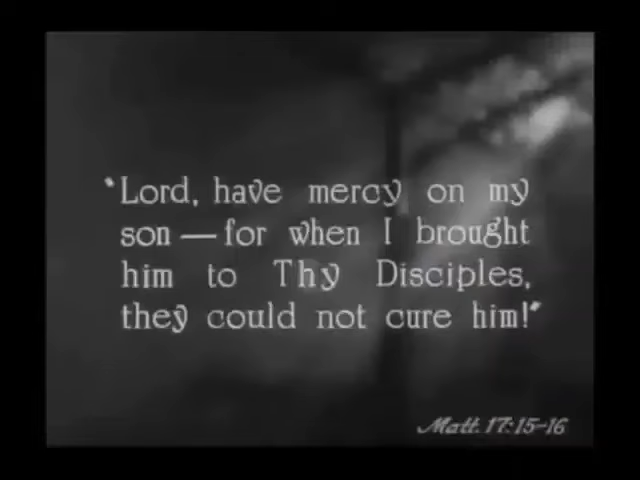 "Lord, have mercy on my
son — for when I brought
him to Thy Disciples,
they could not cure him!"
Matt. 17:15-16